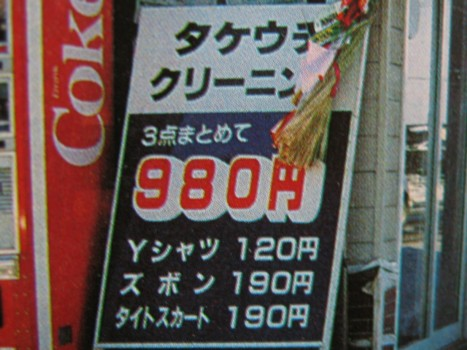 Coke
タケウチ
クリーニン
3点まとめて
980円
Yシャツ 120円
ズボン 190円
タイトスカート 190円